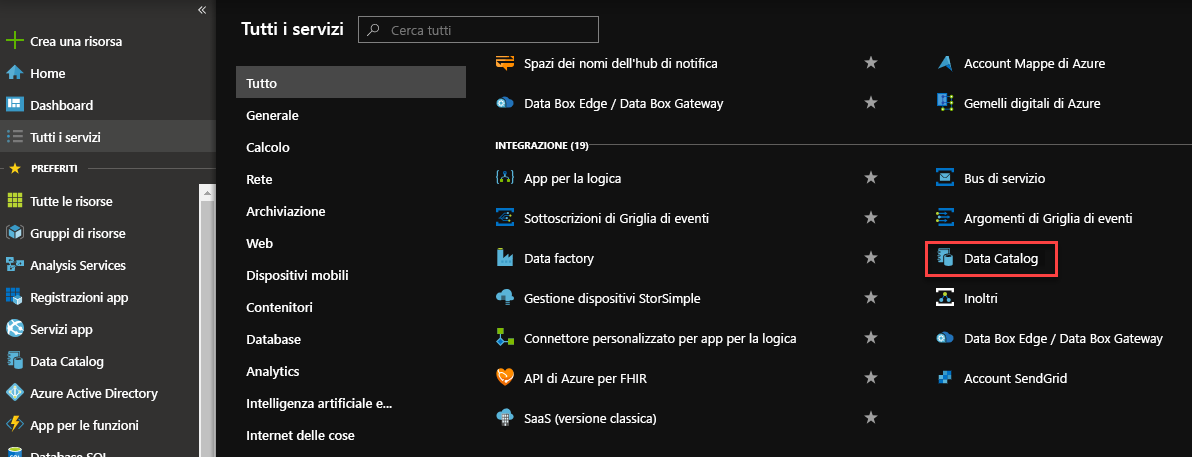 «
Crea una risorsa
Home
Dashboard
Tutti i servizi
PREFERITI
Tutte le risorse
Gruppi di risorse
Analysis Services
Registrazioni app
Servizi app
Data Catalog
Azure Active Directory
App per le funzioni
Database SQL
Tutti i servizi
Cerca tutti
Tutto
Generale
Calcolo
Rete
Archiviazione
Web
Dispositivi mobili
Contenitori
Database
Analytics
Intelligenza artificiale e...
Internet delle cose
Spazi dei nomi dell'hub di notifica
Account Mappe di Azure
Data Box Edge / Data Box Gateway
Gemelli digitali di Azure
INTEGRAZIONE (19)
App per la logica
Bus di servizio
Sottoscrizioni di Griglia di eventi
Argomenti di Griglia di eventi
Data factory
Data Catalog
Gestione dispositivi StorSimple
Inoltri
Connettore personalizzato per app per la logica
Data Box Edge / Data Box Gateway
API di Azure per FHIR
Account SendGrid
SaaS (versione classica)